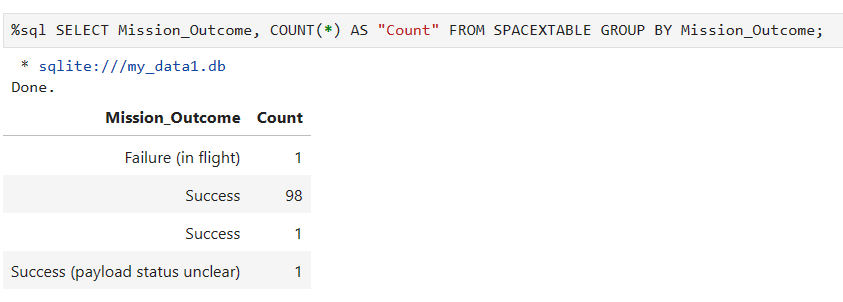 %sql SELECT Mission_Outcome, COUNT(*) AS "Count" FROM SPACEXTABLE GROUP BY Mission_Outcome;
* sqlite:///my_data1.db
Done.
Mission_Outcome Count
Failure (in flight) 1
Success 98
Success 1
Success (payload status unclear) 1